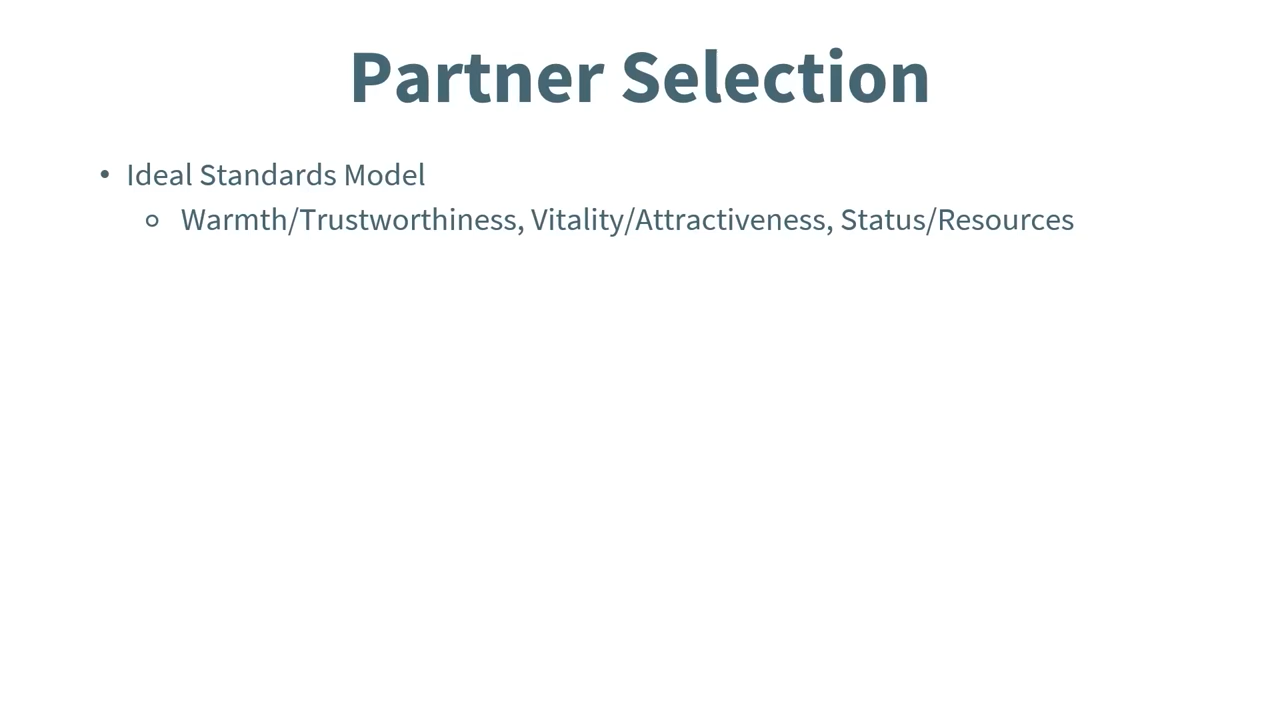 Partner Selection
• Ideal Standards Model
○ Warmth/Trustworthiness, Vitality/Attractiveness, Status/Resources